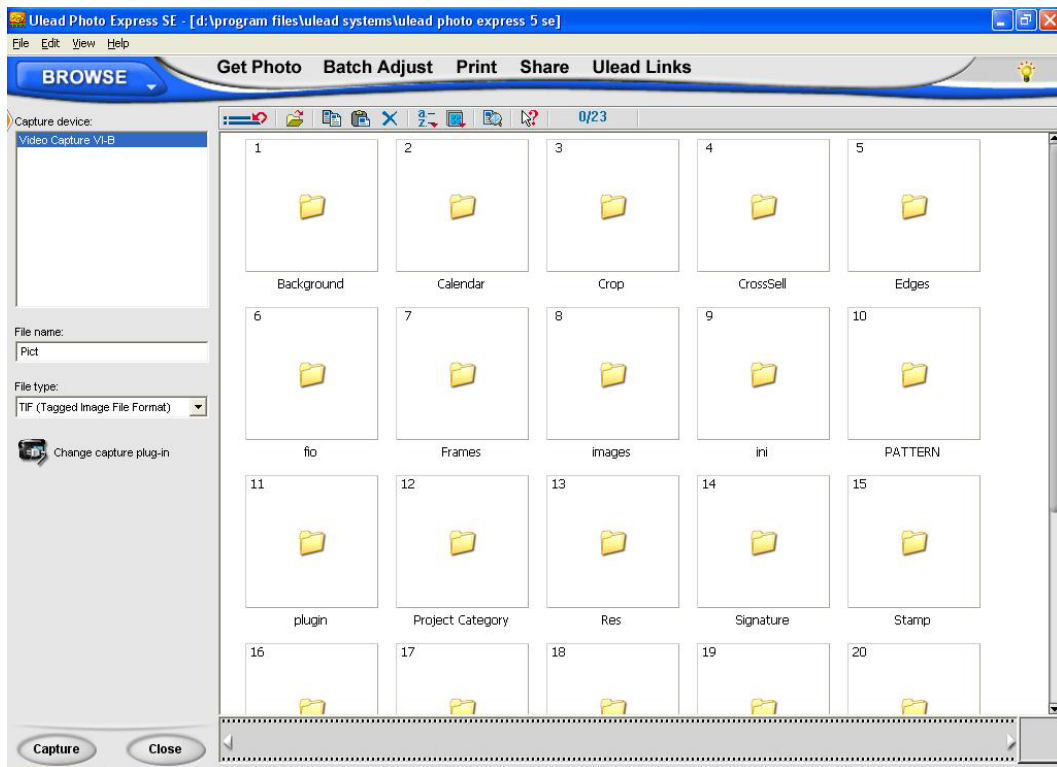 Ulead Photo Express SE - [d:\program files\ulead systems\ulead photo express 5 se]
File Edit View Help
BROWSE
Get Photo Batch Adjust Print Share Ulead Links
Capture device:
Video Capture VI-B
File name:
Pict
File type:
TIF (Tagged Image File Format)
Change capture plug-in
Capture Close
a- z 0/23
1 2 3 4 5
Background Calendar Crop CrossSell Edges
6 7 8 9 10
fio Frames images ini PATTERN
11 12 13 14 15
plugin Project Category Res Signature Stamp
16 17 18 19 20